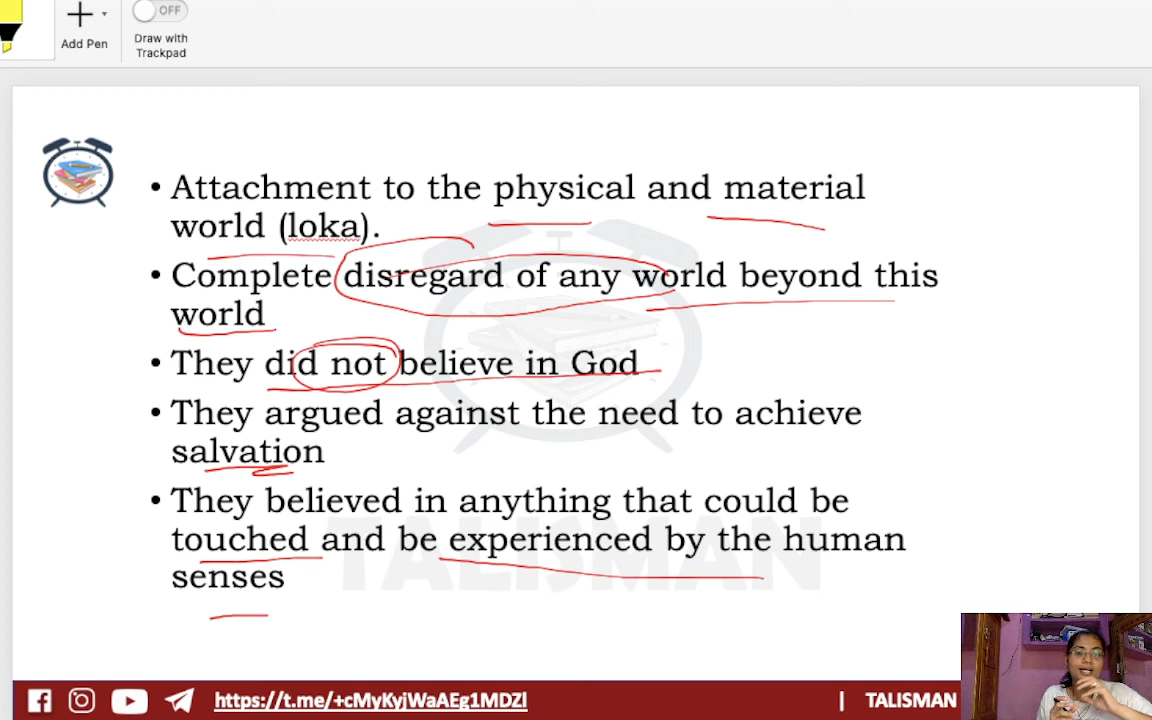 OFF
Add Pen
Draw with
Trackpad
• Attachment to the physical and material
world (loka).
• Complete disregard of any world beyond this
world
• They did not believe in God
• They argued against the need to achieve
salvation
• They believed in anything that could be
touched and be experienced by the human
senses
TALISMAN
https://t.me/+cMyKyjWaAEg1MDZl
| TALISMAN